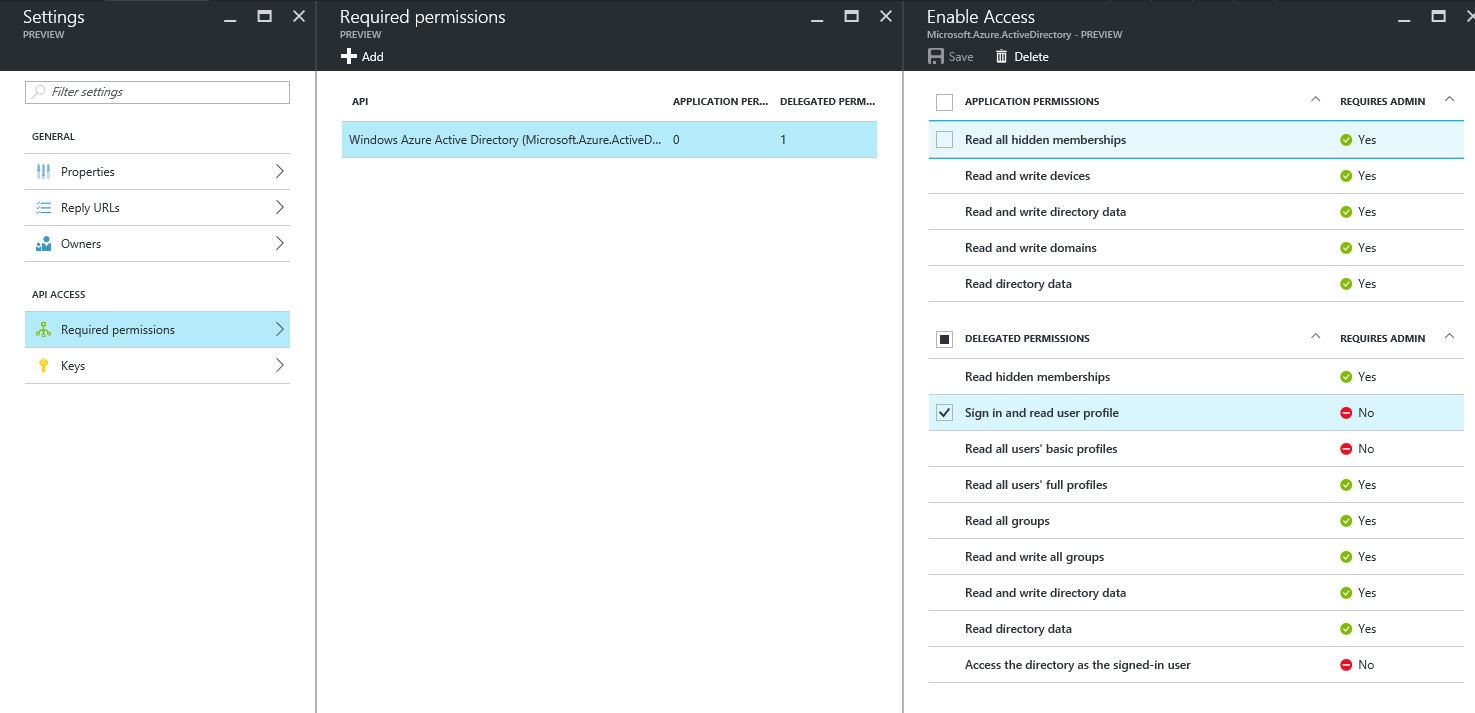 Settings
PREVIEW
Filter settings
GENERAL
Properties
Reply URLs
Owners
API ACCESS
Required permissions
Keys
Required permissions
PREVIEW
Add
API APPLICATION PER... DELEGATED PERM...
Windows Azure Active Directory (Microsoft.Azure.ActiveD... 0 1
Enable Access
Microsoft.Azure.ActiveDirectory - PREVIEW
Save Delete
APPLICATION PERMISSIONS REQUIRES ADMIN
Read all hidden memberships Yes
Read and write devices Yes
Read and write directory data Yes
Read and write domains Yes
Read directory data Yes
DELEGATED PERMISSIONS REQUIRES ADMIN
Read hidden memberships Yes
Sign in and read user profile No
Read all users' basic profiles No
Read all users' full profiles Yes
Read all groups Yes
Read and write all groups Yes
Read and write directory data Yes
Read directory data Yes
Access the directory as the signed-in user No